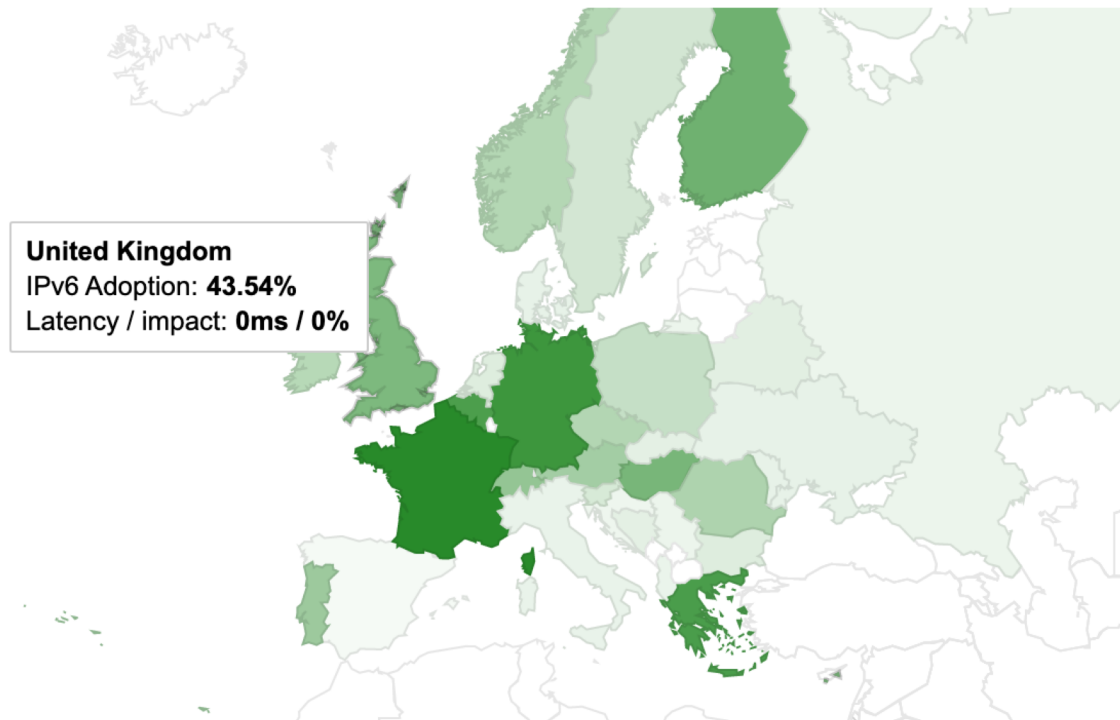 United Kingdom
IPv6 Adoption: 43.54%
Latency / impact: 0ms / 0%